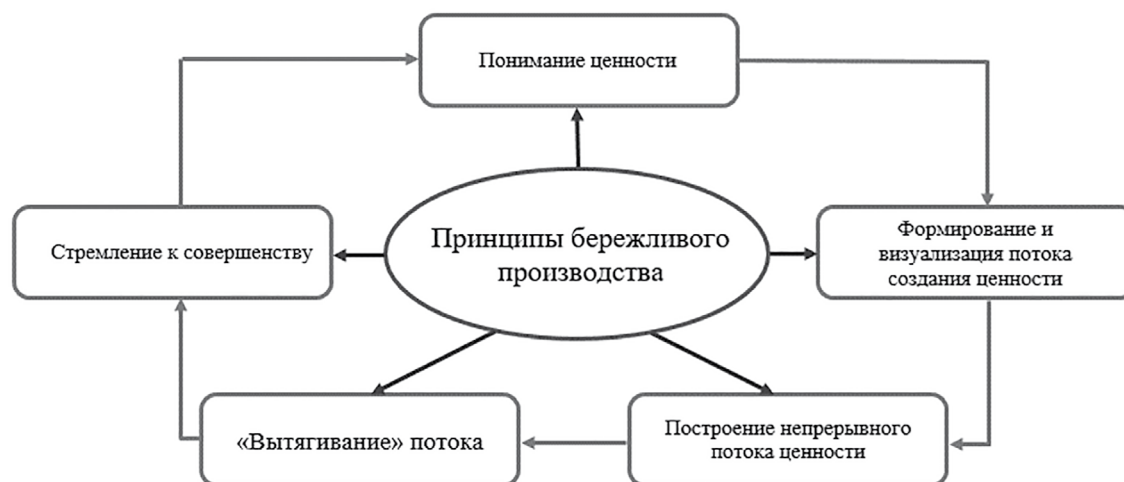 Понимание ценности
Стремление к совершенству
Принципы бережливого
производства
Формирование и
визуализация потока
создания ценности
«Вытягивание» потока
Построение непрерывного
потока ценности